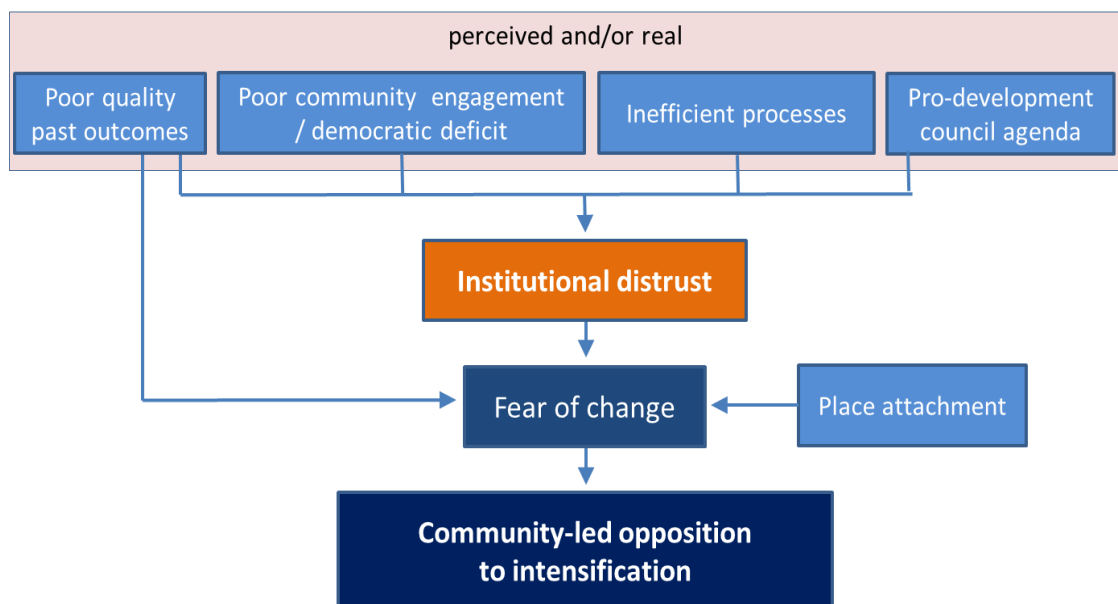 perceived and/or real
Poor quality
past outcomes
Poor community engagement
/ democratic deficit
Inefficient processes
Pro-development
council agenda
Institutional distrust
Fear of change
Place attachment
Community-led opposition
to intensification